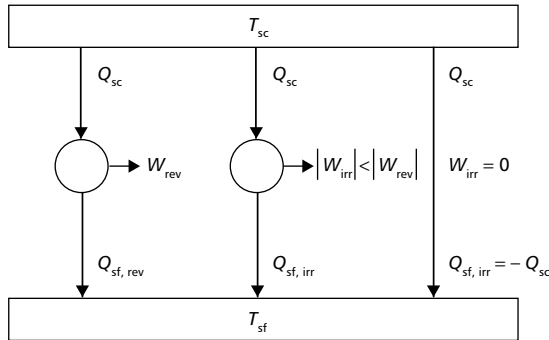 T_sc
Q_sc Q_sc Q_sc
W_rev |W_irr| < |W_rev| W_irr = 0
Q_sf, rev Q_sf, irr Q_sf, irr = – Q_sc
T_sf